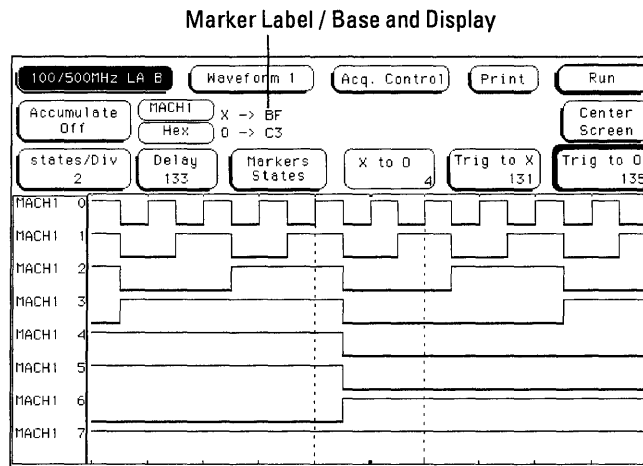 Marker Label / Base and Display
100/500MHz LA B
Waveform 1
Acq. Control
Print
Run
Accumulate
Off
MACH1
Hex
X -> BF
O -> C3
Center
Screen
states/Div
2
Delay
133
Markers
States
X to O
4
Trig to X
131
Trig to O
135
MACH1 0
MACH1 1
MACH1 2
MACH1 3
MACH1 4
MACH1 5
MACH1 6
MACH1 7